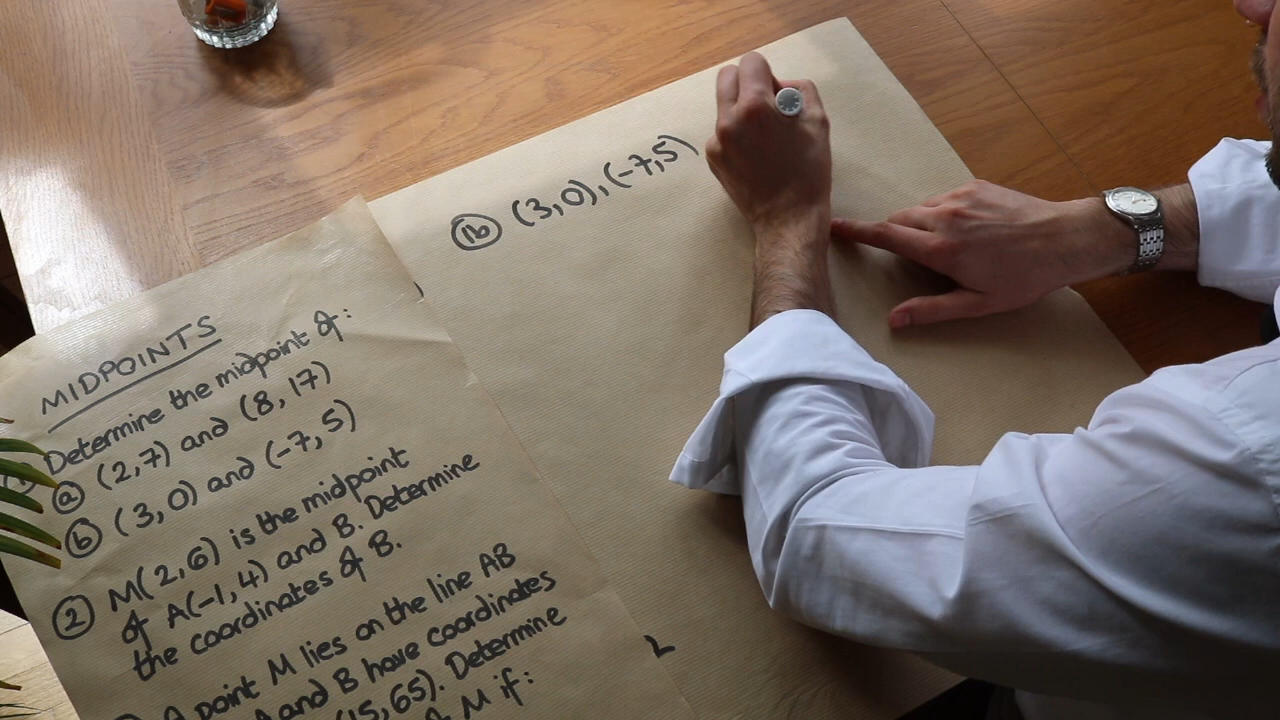 MIDPOINTS
Determine the midpoint of:
a (2,7) and (8,17)
b (3,0) and (-7,5)
2 M(2,6) is the midpoint
of A(-1,4) and B. Determine
the coordinates of B.
A point M lies on the line AB
and B have coordinates
(15,65). Determine
M if:
1b (3,0),(-7,5)